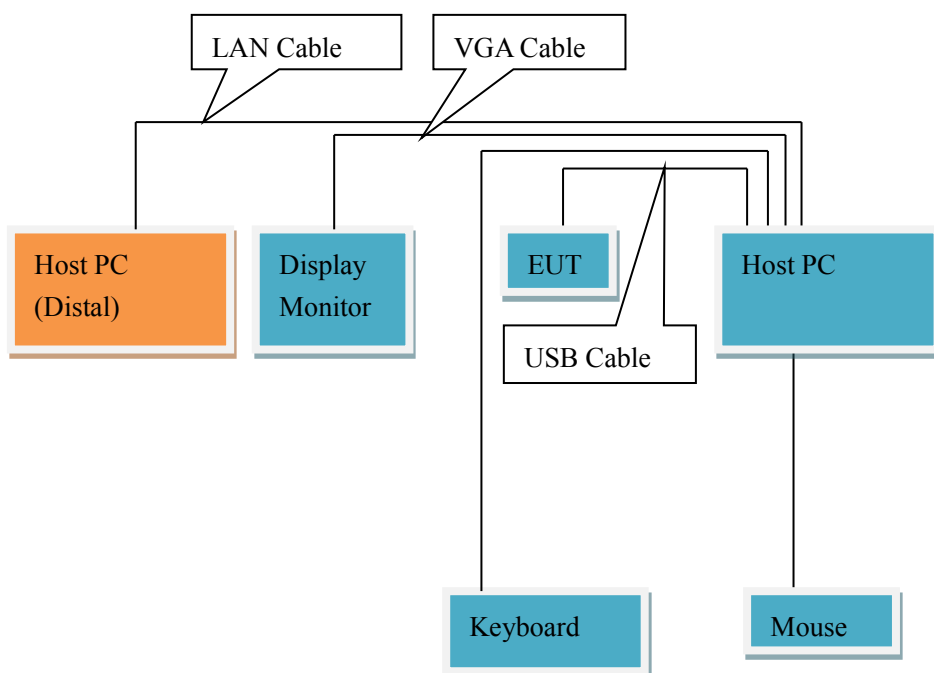 LAN Cable
VGA Cable
Host PC
(Distal)
Display
Monitor
EUT
Host PC
USB Cable
Keyboard
Mouse